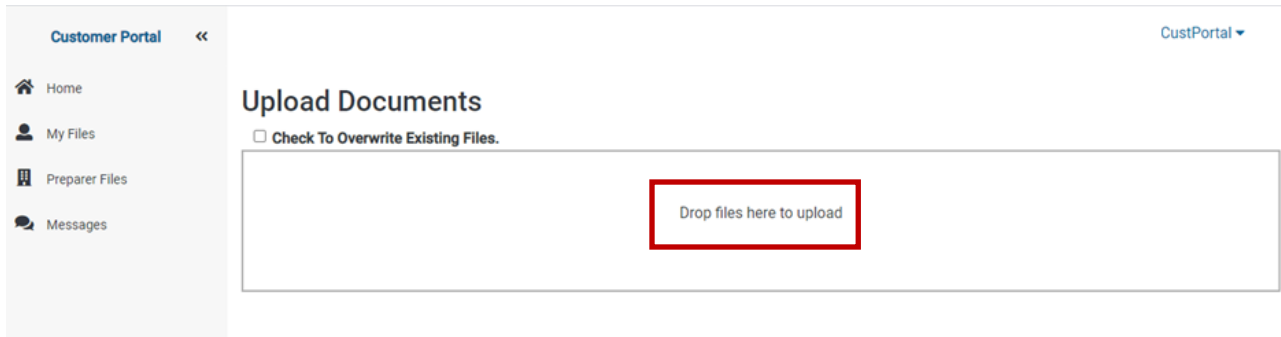 Customer Portal
CustPortal
Home
My Files
Preparer Files
Messages
Upload Documents
Check To Overwrite Existing Files.
Drop files here to upload